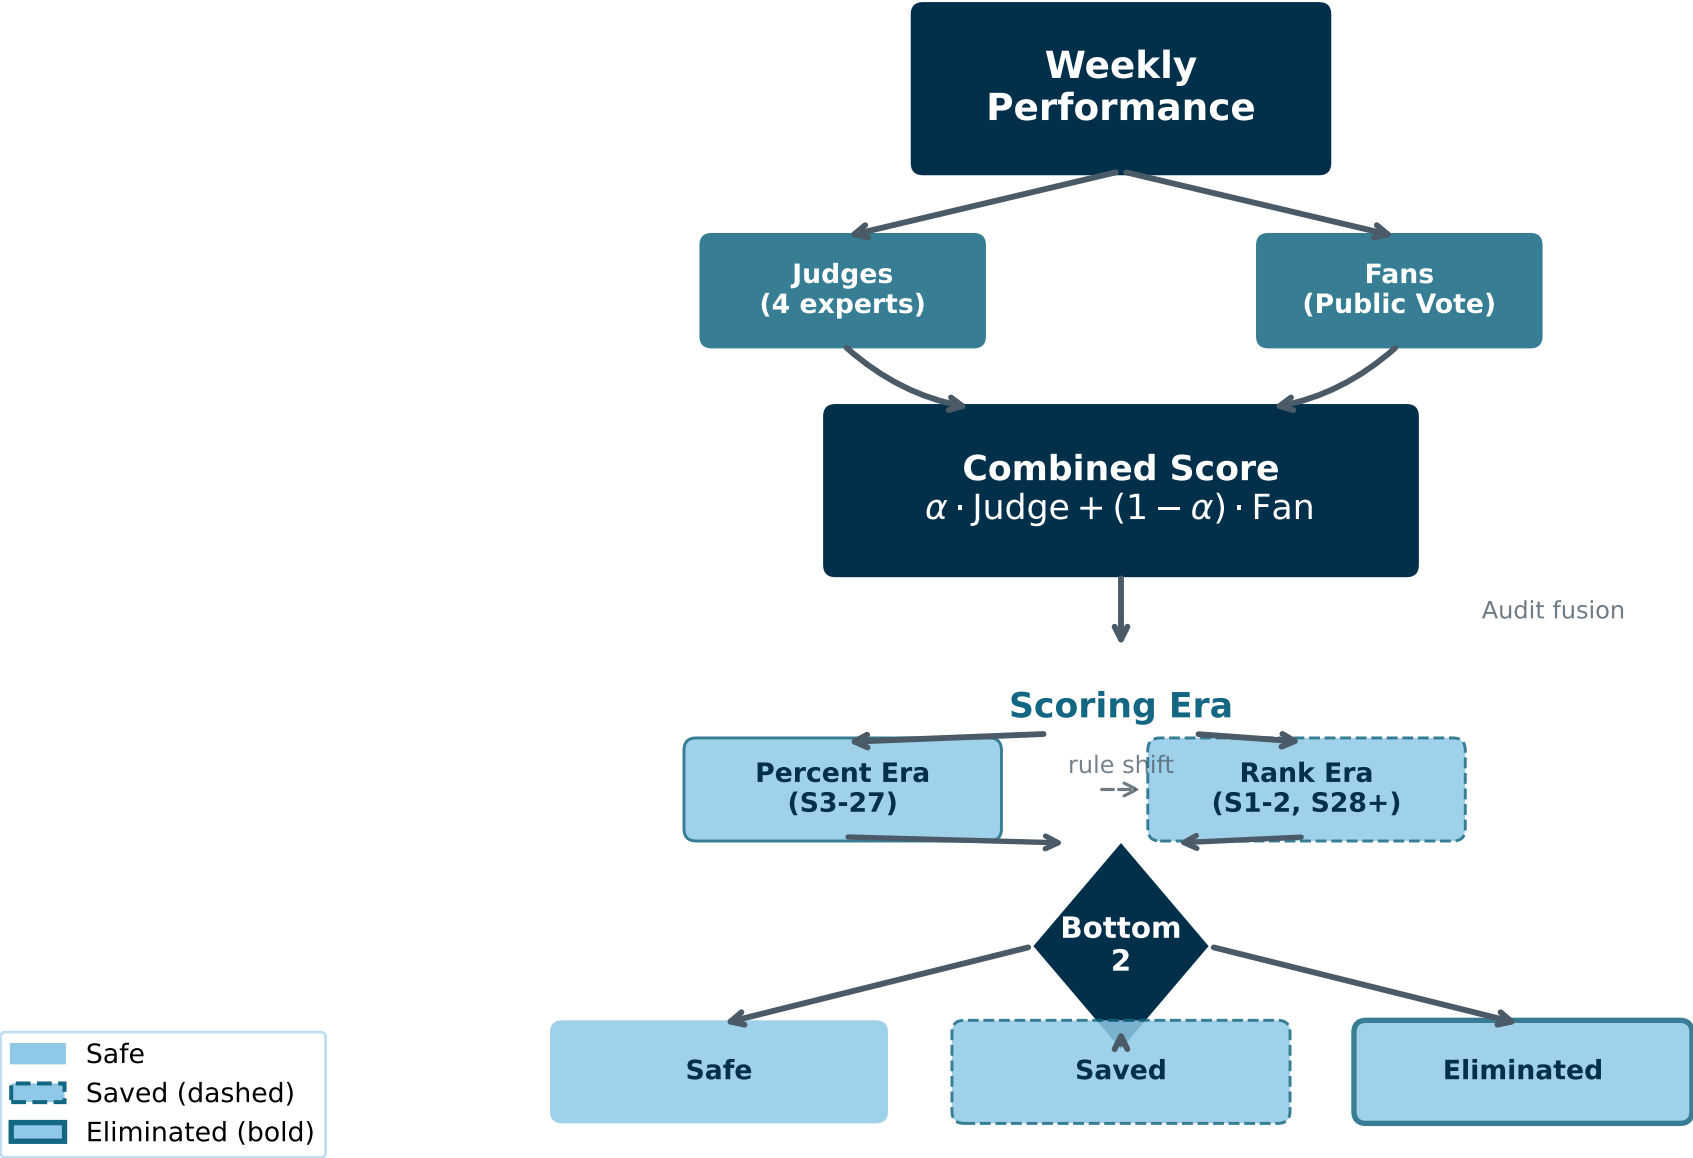 Weekly
Performance
Judges
(4 experts)
Fans
(Public Vote)
Combined Score
α · Judge + (1 − α) · Fan
Audit fusion
Scoring Era
rule shift
Percent Era
(S3-27)
Rank Era
(S1-2, S28+)
Bottom
2
Safe
Saved
Eliminated
Safe
Saved (dashed)
Eliminated (bold)